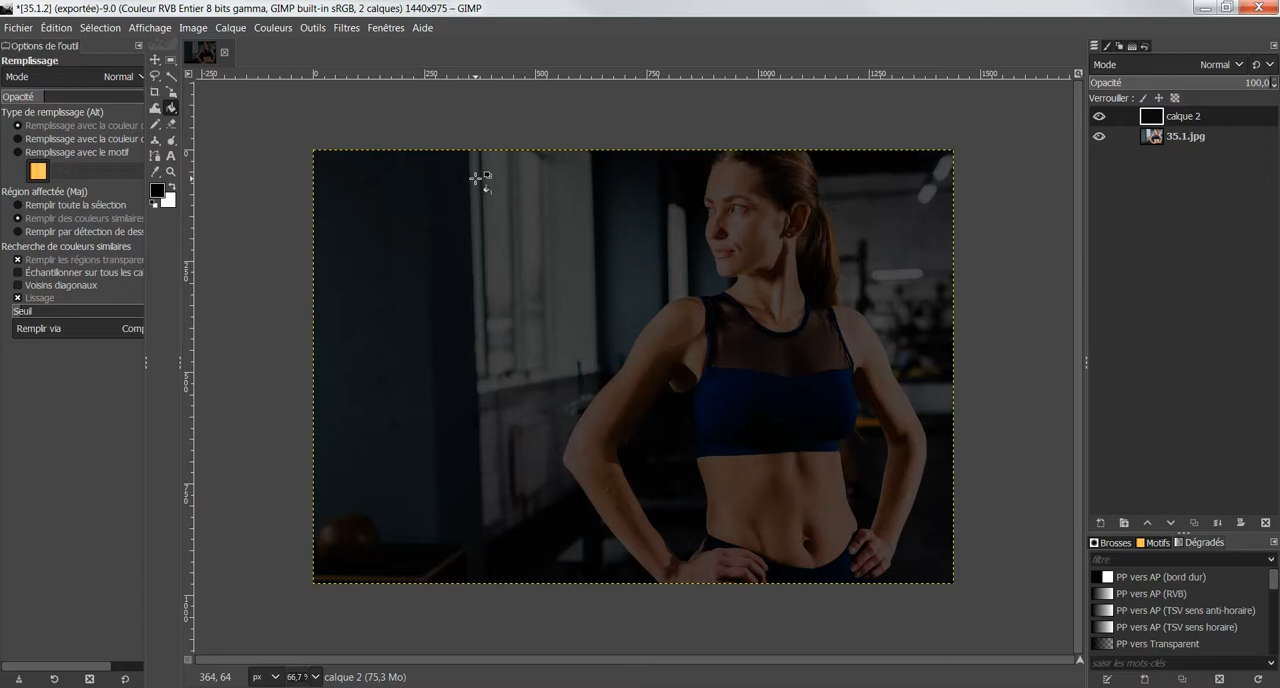 *[35.1.2] (exportée)-9.0 (Couleur RVB Entier 8 bits gamma, GIMP built-in sRGB, 2 calques) 1440x975 – GIMP
Fichier Édition Sélection Affichage Image Calque Couleurs Outils Filtres Fenêtres Aide
Options de l'outil
Remplissage
Mode Normal
Opacité
Type de remplissage (Alt)
Remplissage avec la couleur d
Remplissage avec la couleur d
Remplissage avec le motif
Région affectée (Maj)
Remplir toute la sélection
Remplir des couleurs similaires
Remplir par détection de des
Recherche de couleurs similaires
Remplir les régions transparen
Échantillonner sur tous les ca
Voisins diagonaux
Lissage
Seuil
Remplir via Comp
-250 0 250 500 750 1000 1250 1500
0
250
500
750
1000
364, 64 px 66,7 % calque 2 (75,3 Mo)
Mode Normal
Opacité 100,0
Verrouiller :
calque 2
35.1.jpg
Brosses Motifs Dégradés
filtre
PP vers AP (bord dur)
PP vers AP (RVB)
PP vers AP (TSV sens anti-horaire)
PP vers AP (TSV sens horaire)
PP vers Transparent
saisir les mots-clés